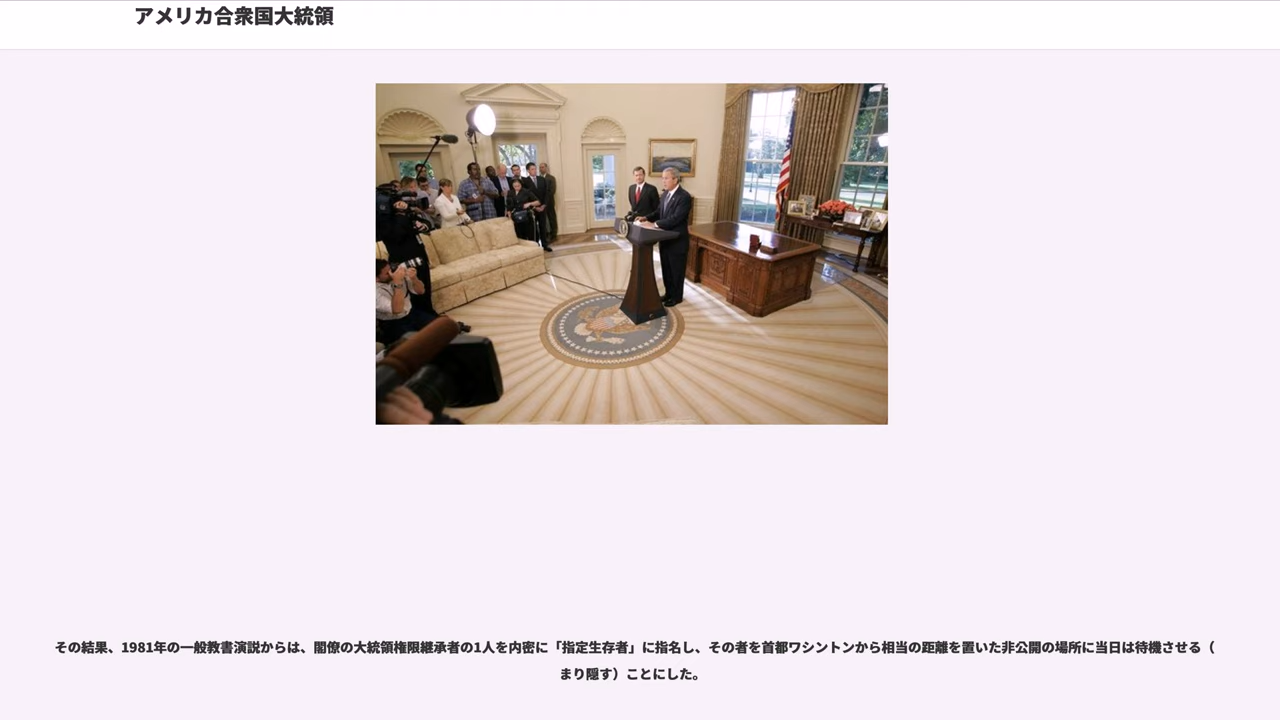 アメリカ合衆国大統領
その結果、1981年の一般教書演説からは、閣僚の大統領権限継承者の1人を内密に「指定生存者」に指名し、その者を首都ワシントンから相当の距離を置いた非公開の場所に当日は待機させる（
まり隠す）ことにした。